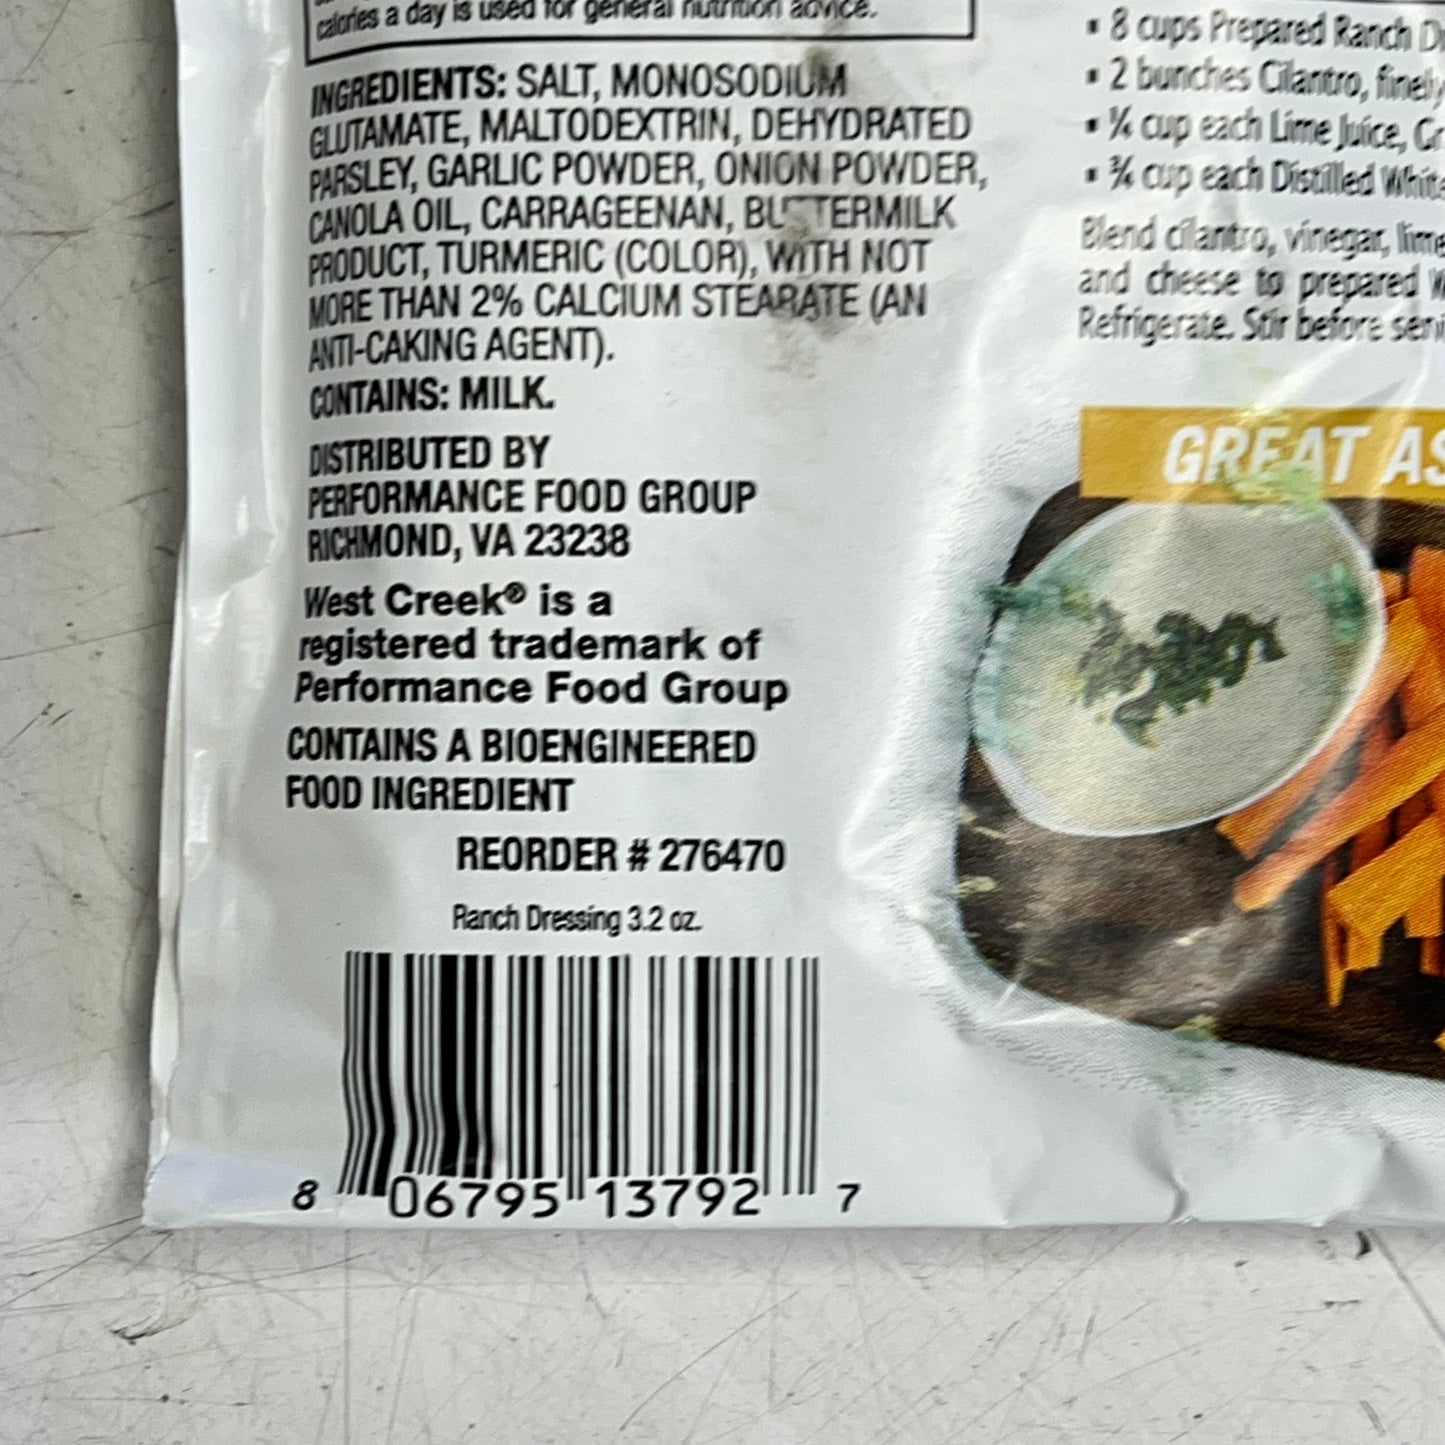 calories a day is used for general nutrition advice.
INGREDIENTS: SALT, MONOSODIUM
GLUTAMATE, MALTODEXTRIN, DEHYDRATED
PARSLEY, GARLIC POWDER, ONION POWDER,
CANOLA OIL, CARRAGEENAN, BUTTERMILK
PRODUCT, TURMERIC (COLOR), WITH NOT
MORE THAN 2% CALCIUM STEARATE (AN
ANTI-CAKING AGENT).
CONTAINS: MILK.
DISTRIBUTED BY
PERFORMANCE FOOD GROUP
RICHMOND, VA 23238
West Creek® is a
registered trademark of
Performance Food Group
CONTAINS A BIOENGINEERED
FOOD INGREDIENT
REORDER # 276470
Ranch Dressing 3.2 oz.
8 06795 13792 7
▪ 8 cups Prepared Ranch
▪ 2 bunches Cilantro, finely
▪ cup each Lime Juice,
▪ ¾ cup each Distilled White
Blend cilantro, vinegar, lime
and cheese to prepared
Refrigerate. Stir before
GREAT AS